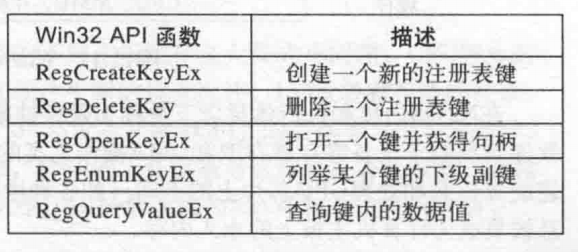 Win32 API 函数 描述
RegCreateKeyEx 创建一个新的注册表键
RegDeleteKey 删除一个注册表键
RegOpenKeyEx 打开一个键并获得句柄
RegEnumKeyEx 列举某个键的下级副键
RegQueryValueEx 查询键内的数据值